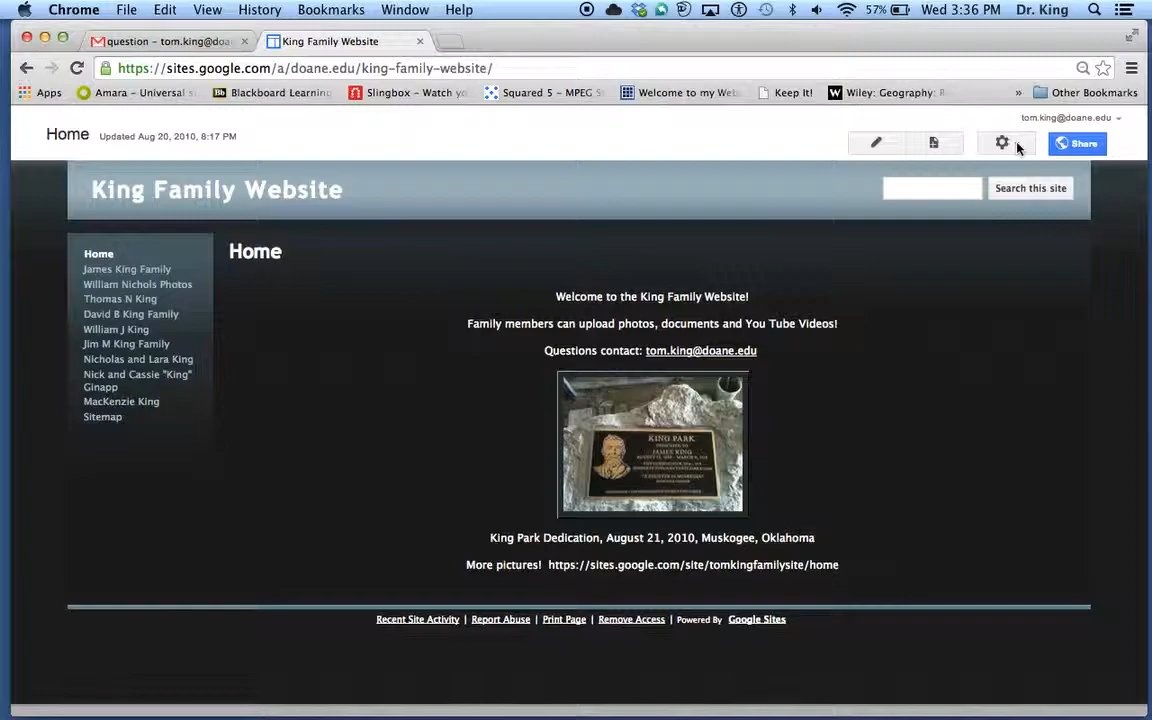 Chrome File Edit View History Bookmarks Window Help 57% Wed 3:36 PM Dr. King
question - tom.king@doa King Family Website
https://sites.google.com/a/doane.edu/king-family-website/
Apps Amara - Universal s Blackboard Learning Slingbox - Watch yo Squared 5 - MPEG S Welcome to my Web Keep It! Wiley: Geography: R » Other Bookmarks
tom.king@doane.edu
Home Updated Aug 20, 2010, 8:17 PM
Share
King Family Website
Search this site
Home
James King Family
William Nichols Photos
Thomas N King
David B King Family
William J King
Jim M King Family
Nicholas and Lara King
Nick and Cassie "King"
Ginapp
MacKenzie King
Sitemap
Home
Welcome to the King Family Website!
Family members can upload photos, documents and You Tube Videos!
Questions contact: tom.king@doane.edu
KING PARK
JAMES KING
King Park Dedication, August 21, 2010, Muskogee, Oklahoma
More pictures! https://sites.google.com/site/tomkingfamilysite/home
Recent Site Activity | Report Abuse | Print Page | Remove Access | Powered By Google Sites